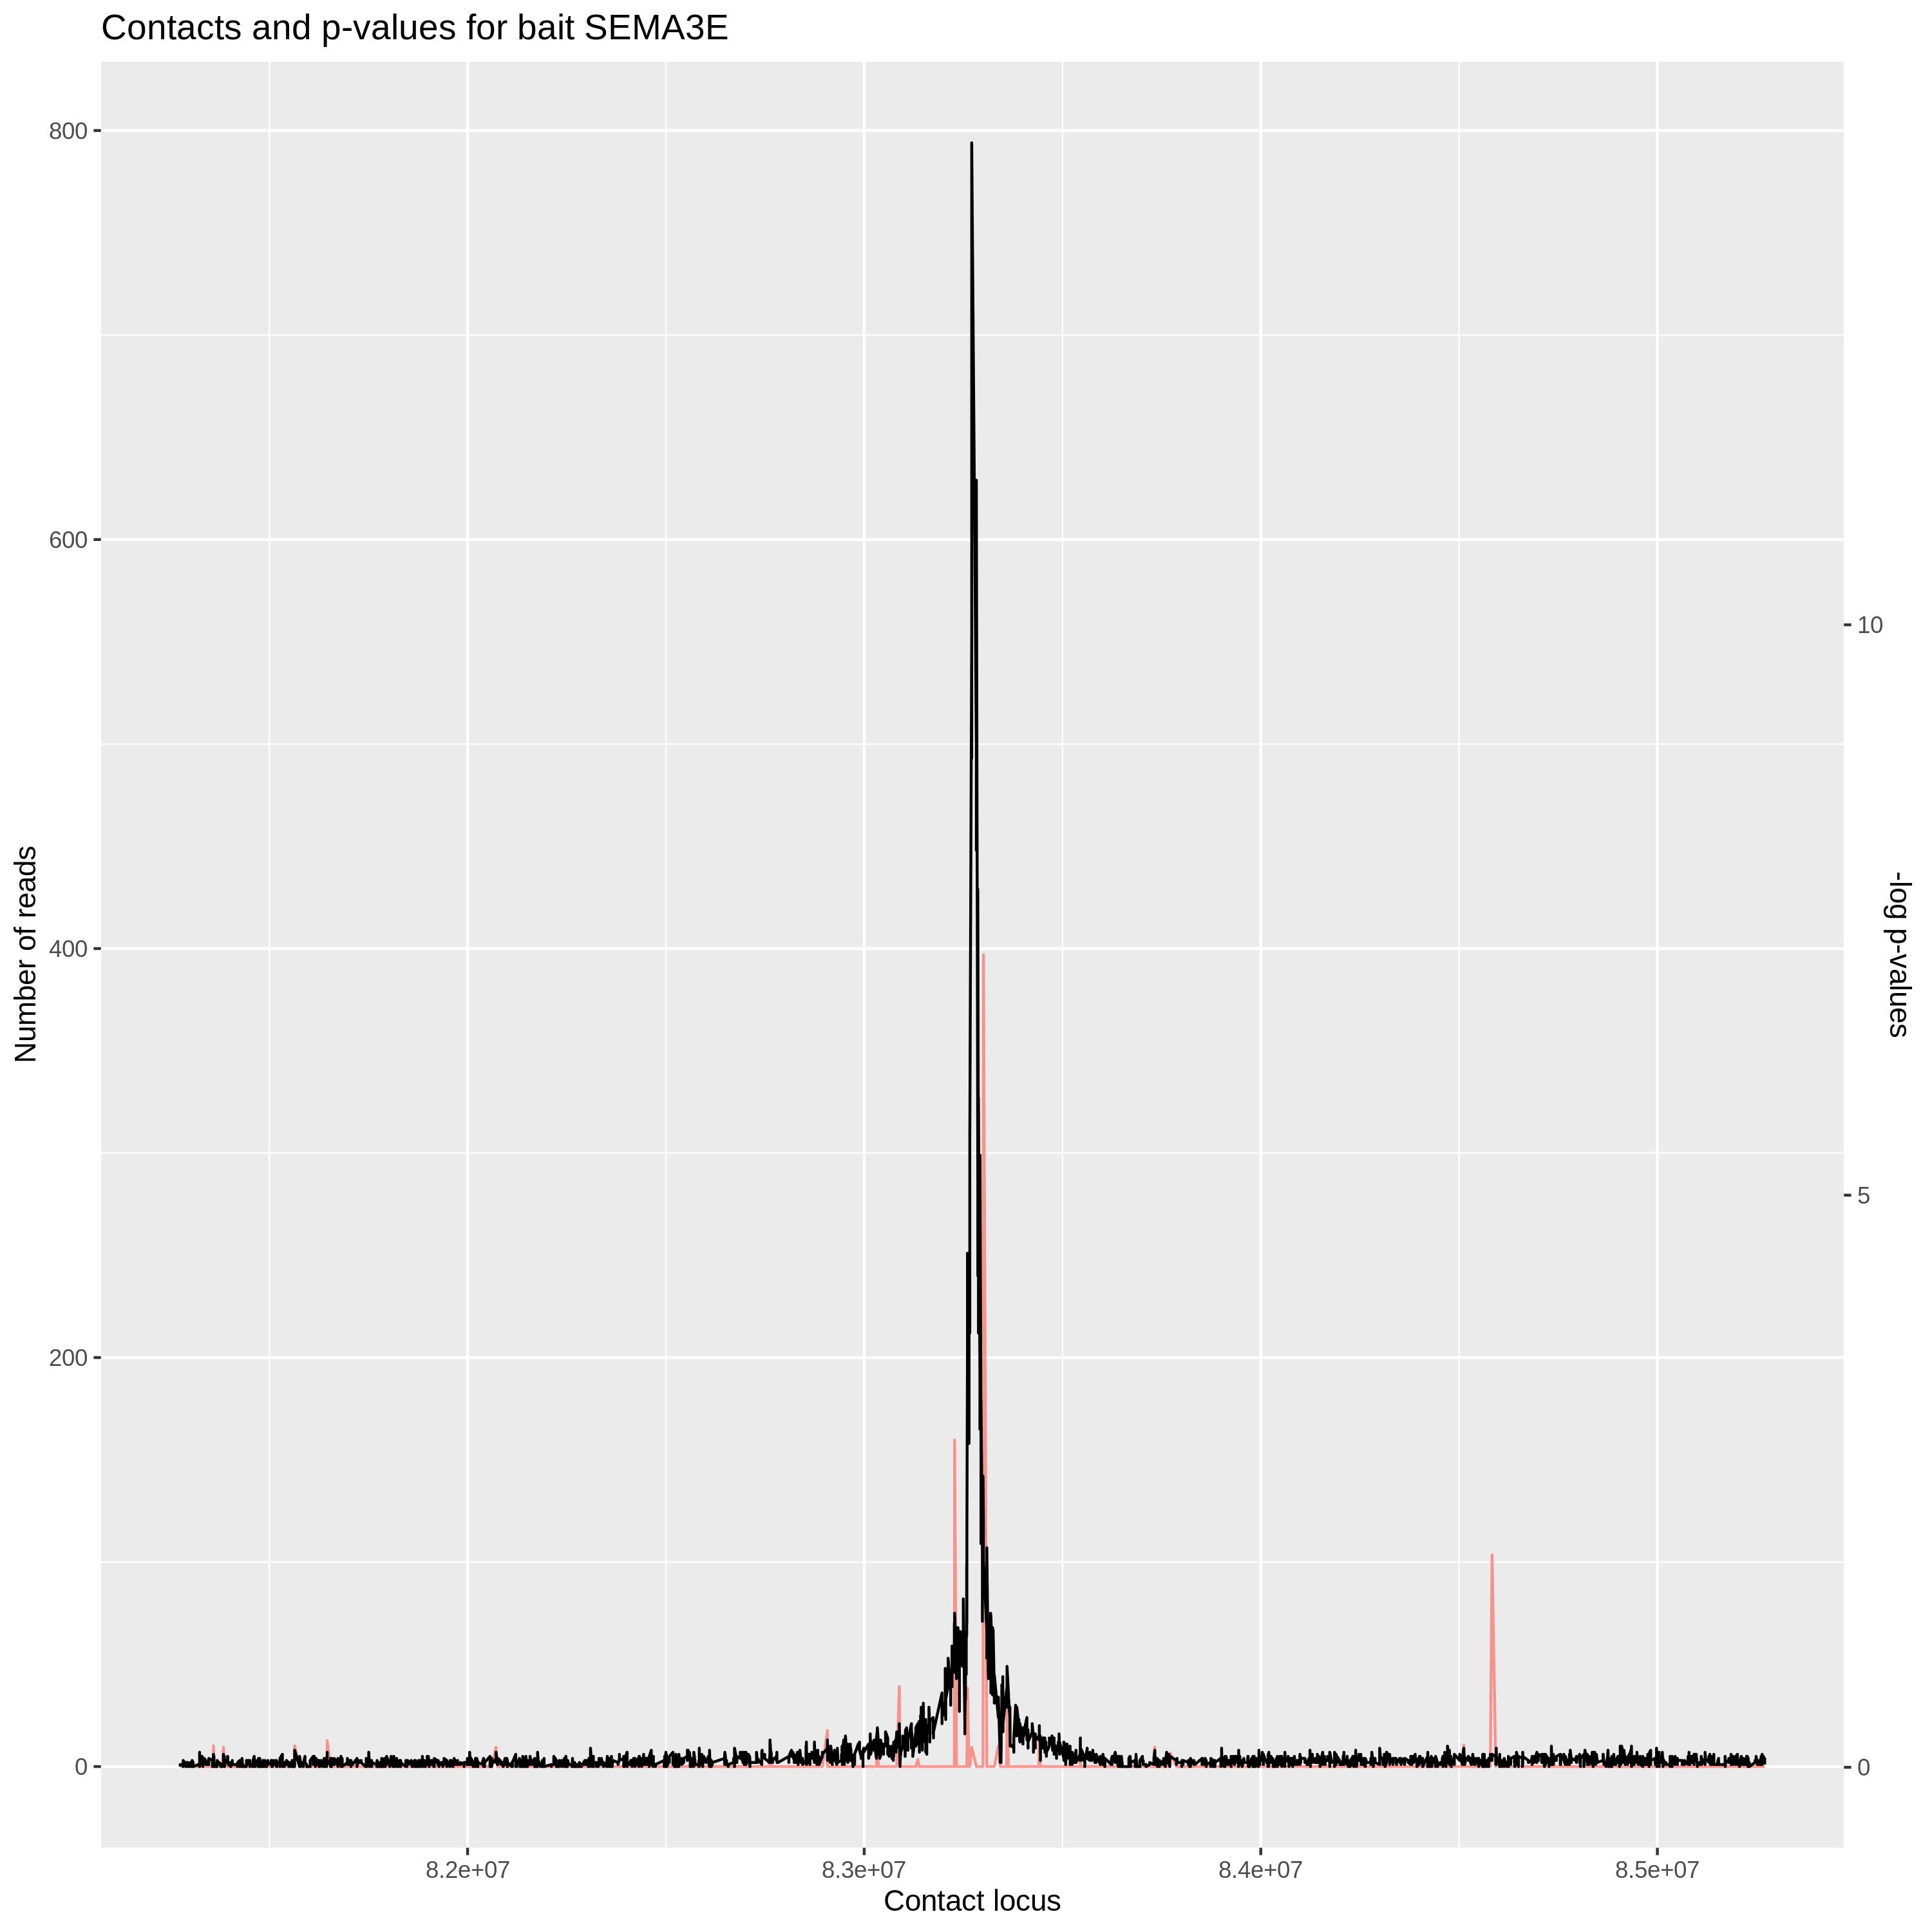 Contacts and p-values for bait SEMA3E
800
600
400
200
0
Number of reads
10
5
0
-log p-values
8.2e+07
8.3e+07
8.4e+07
8.5e+07
Contact locus